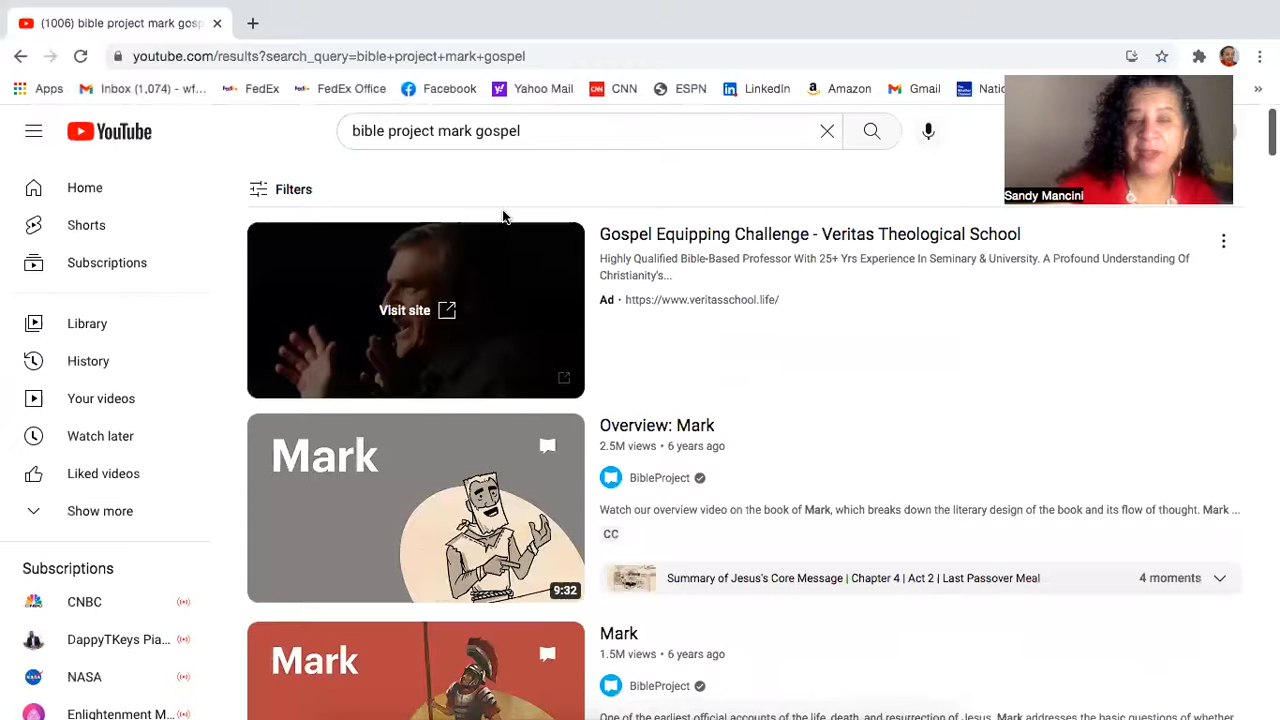 (1006) bible project mark gosp
youtube.com/results?search_query=bible+project+mark+gospel
Apps
Inbox (1,074) - wf...
FedEx
FedEx Office
Facebook
Yahoo Mail
CNN
ESPN
LinkedIn
Amazon
Gmail
Natio
»
YouTube
bible project mark gospel
Sandy Mancini
Home
Shorts
Subscriptions
Library
History
Your videos
Watch later
Liked videos
Show more
Subscriptions
CNBC
DappyTKeys Pia...
NASA
Enlightenment M...
Filters
Visit site
Gospel Equipping Challenge - Veritas Theological School
Highly Qualified Bible-Based Professor With 25+ Yrs Experience In Seminary & University. A Profound Understanding Of
Christianity's...
Ad • https://www.veritasschool.life/
Mark
9:32
Overview: Mark
2.5M views • 6 years ago
BibleProject
Watch our overview video on the book of Mark, which breaks down the literary design of the book and its flow of thought. Mark ...
CC
Summary of Jesus's Core Message | Chapter 4 | Act 2 | Last Passover Meal
4 moments
Mark
Mark
1.5M views • 6 years ago
BibleProject
One of the earliest official accounts of the life, death, and resurrection of Jesus, Mark addresses the basic questions of whether